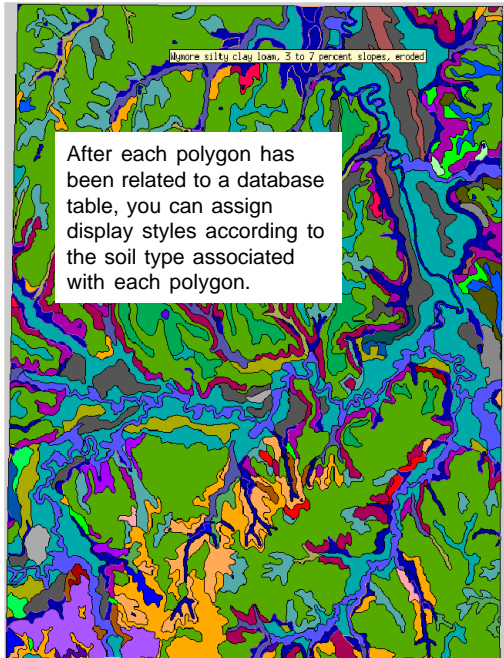 Wymore silty clay loam, 3 to 7 percent slopes, eroded
After each polygon has
been related to a database
table, you can assign
display styles according to
the soil type associated
with each polygon.